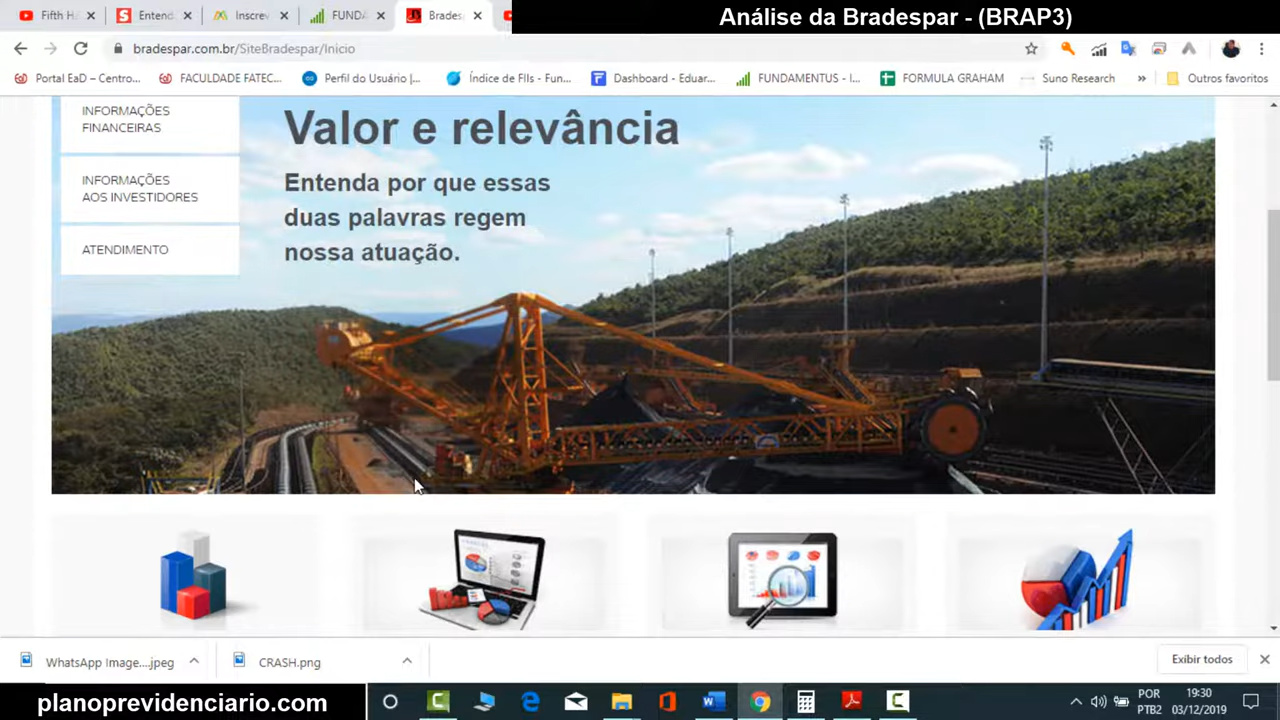 Análise da Bradespar - (BRAP3)
Fifth H
Entend
Inscrev
FUNDA
Brades
bradespar.com.br/SiteBradespar/Inicio
Portal EaD – Centro...
FACULDADE FATEC...
Perfil do Usuário |...
Índice de FIIs - Fun...
Dashboard - Eduar...
FUNDAMENTUS - I...
FORMULA GRAHAM
Suno Research
»
Outros favoritos
INFORMAÇÕES
FINANCEIRAS
INFORMAÇÕES
AOS INVESTIDORES
ATENDIMENTO
Valor e relevância
Entenda por que essas
duas palavras regem
nossa atuação.
WhatsApp Image....jpeg
CRASH.png
Exibir todos
planoprevidenciario.com
POR
PTB2
19:30
03/12/2019